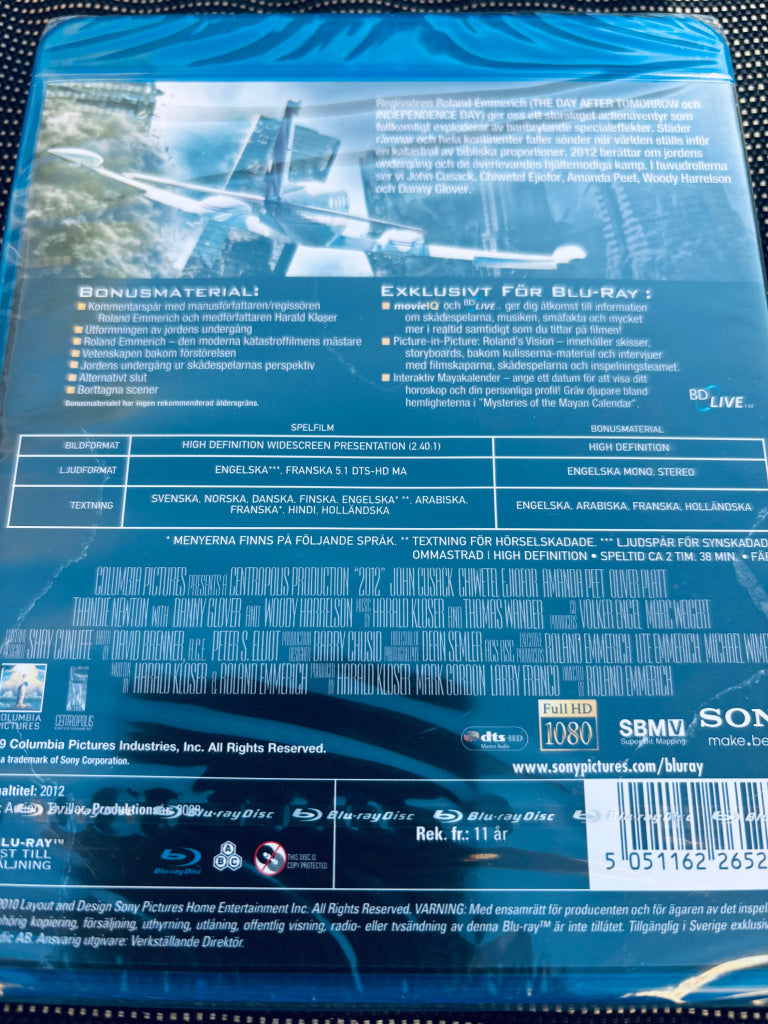 Regissören Roland Emmerich (THE DAY AFTER TOMORROW och
INDEPENDENCE DAY) ger oss ett storslaget actionäventyr som
fullkomligt exploderar av banbrytande specialeffekter. Städer
rämnar och hela kontinenter faller sönder när världen ställs inför
en katastrof av bibliska proportioner. 2012 berättar om jordens
undergång och de överlevandes hjältemodiga kamp. I huvudrollerna
ser vi John Cusack, Chiwetel Ejiofor, Amanda Peet, Woody Harrelson
och Danny Glover.
BONUSMATERIAL:
Kommentarspår med manusförfattaren/regissören
Roland Emmerich och medförfattaren Harald Kloser
Utformningen av jordens undergång
Roland Emmerich – den moderna katastroffilmens mästare
Vetenskapen bakom förstörelsen
Jordens undergång ur skådespelarnas perspektiv
Alternativt slut
Borttagna scener
Bonusmaterialet har ingen rekommenderad åldersgräns.
EXKLUSIVT FÖR BLU-RAY :
movieIQ och BD LIVE™ ger dig åtkomst till information
om skådespelarna, musiken, småfakta och mycket
mer i realtid samtidigt som du tittar på filmen!
Picture-in-Picture: Roland's Vision – innehåller skisser,
storyboards, bakom kulisserna-material och intervjuer
med filmskaparna, skådespelarna och inspelningsteamet.
Interaktiv Mayakalender – ange ett datum för att visa ditt
horoskop och din personliga profil! Gräv djupare bland
hemligheterna i "Mysteries of the Mayan Calendar".
BD LIVE™
SPELFILM BONUSMATERIAL
BILDFORMAT HIGH DEFINITION WIDESCREEN PRESENTATION (2.40:1) HIGH DEFINITION
LJUDFORMAT ENGELSKA***, FRANSKA 5.1 DTS-HD MA ENGELSKA MONO, STEREO
TEXTNING SVENSKA, NORSKA, DANSKA, FINSKA, ENGELSKA* **, ARABISKA,
FRANSKA*, HINDI, HOLLÄNDSKA ENGELSKA, ARABISKA, FRANSKA, HOLLÄNDSKA
* MENYERNA FINNS PÅ FÖLJANDE SPRÅK. ** TEXTNING FÖR HÖRSELSKADADE. *** LJUDSPÅR FÖR SYNSKADAD
OMMASTRAD I HIGH DEFINITION • SPELTID CA 2 TIM. 38 MIN. • FÄR
COLUMBIA PICTURES PRESENTS A CENTROPOLIS PRODUCTION "2012" JOHN CUSACK CHIWETEL EJIOFOR AMANDA PEET OLIVER PLATT
THANDIE NEWTON WITH DANNY GLOVER AND WOODY HARRELSON MUSIC BY HARALD KLOSER AND THOMAS WANDER CO-PRODUCERS VOLKER ENGEL MARC WEIGERT
SHAY CUNLIFFE EDITED BY DAVID BRENNER, A.C.E. PETER S. ELLIOT PRODUCTION DESIGNER BARRY CHUSID DIRECTOR OF PHOTOGRAPHY DEAN SEMLER ACS ASC EXECUTIVE PRODUCERS ROLAND EMMERICH UTE EMMERICH MICHAEL
WRITTEN BY HARALD KLOSER & ROLAND EMMERICH PRODUCED BY HARALD KLOSER MARK GORDON LARRY FRANCO DIRECTED BY ROLAND EMMERICH
COLUMBIA
PICTURES
CENTROPOLIS
ENTERTAINMENT
dts-HD
Master Audio
Full HD
1080
SBMV
Super Bit Mapping
SON
make.be
9 Columbia Pictures Industries, Inc. All Rights Reserved.
a trademark of Sony Corporation.
www.sonypictures.com/bluray
naltitel: 2012
Thriller Produktions
Blu-ray Disc Blu-ray Disc Blu-ray Disc
Rek. fr.: 11 år
LU-RAY™
ST TILL
ÄLJNING
Blu-ray Disc
A B C
THIS DISC IS
COPY PROTECTED
5 051162 2652
2010 Layout and Design Sony Pictures Home Entertainment Inc. All Rights Reserved. VARNING: Med ensamrätt för producenten och för ägaren av det inspel
ehörig kopiering, försäljning, uthyrning, utlåning, offentlig visning, radio- eller tvsändning av denna Blu-ray™ är inte tillåtet. Tillgänglig i Sverige exklusiv
dic AB. Ansvarig utgivare: Verkställande Direktör.